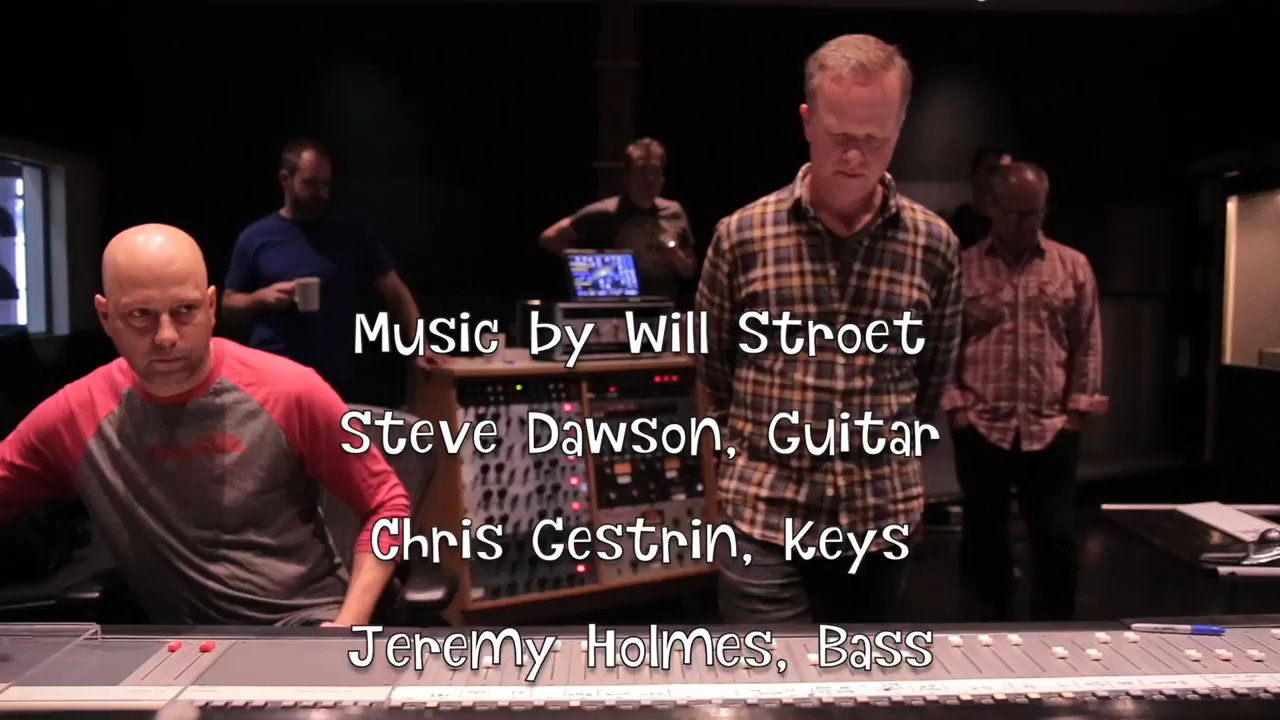 Music by Will Stroet
Steve Dawson, Guitar
Chris Gestrin, Keys
Jeremy Holmes, Bass